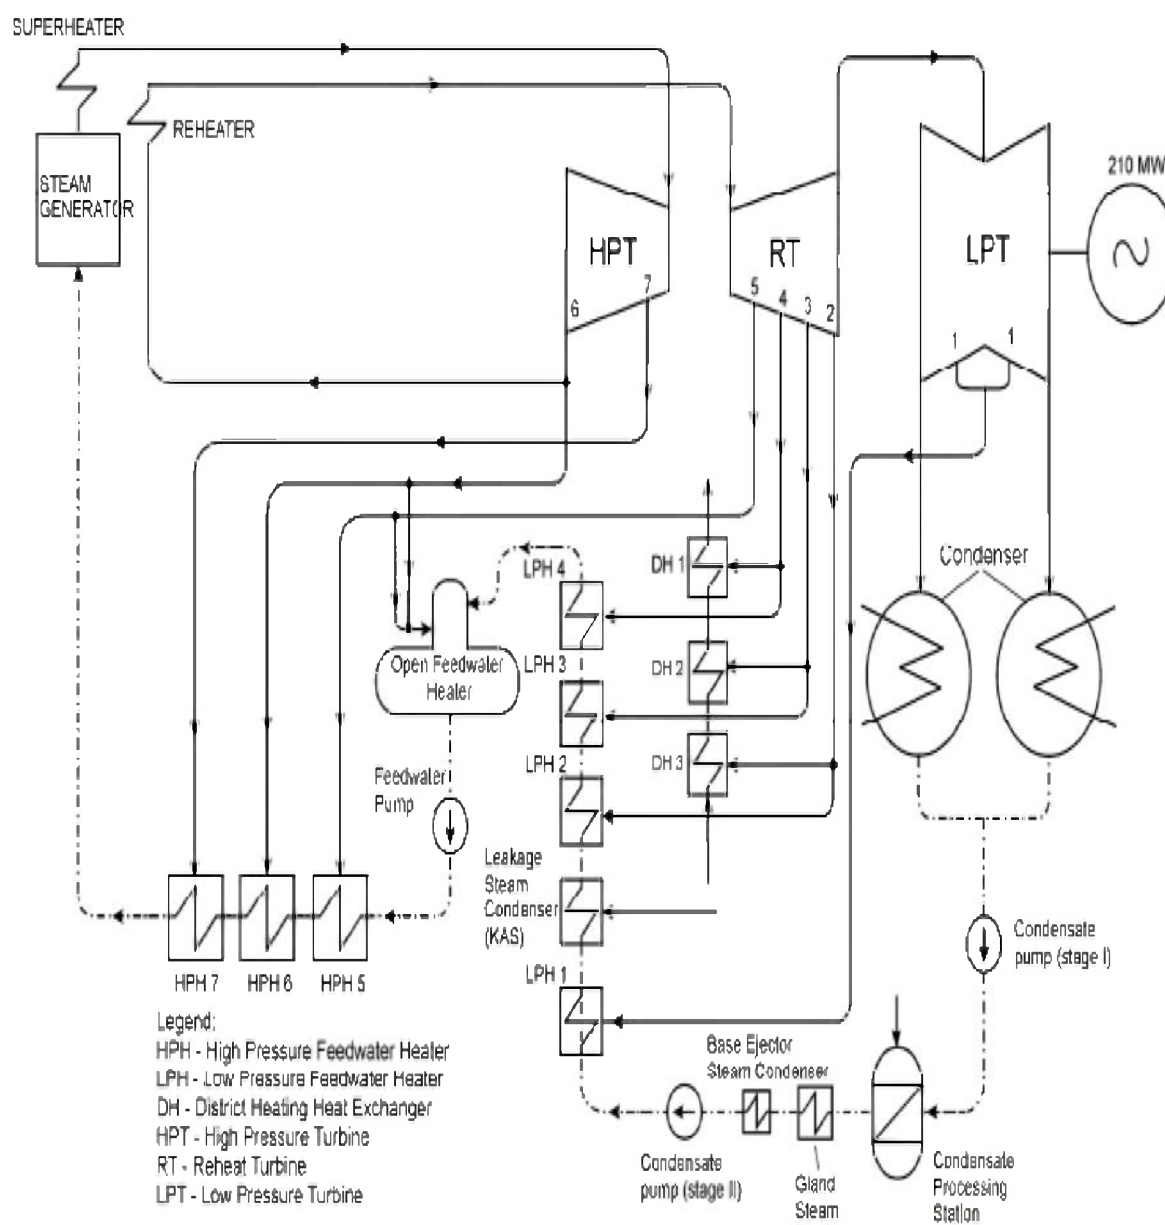 SUPERHEATER
REHEATER
STEAM
GENERATOR
210 MW
HPT
RT
LPT
7
6
5
4
3
2
1
1
Condenser
LPH 4
DH 1
Open Feedwater
Heater
LPH 3
DH 2
LPH 2
DH 3
Feedwater
Pump
Leakage
Steam
Condenser
(KAS)
Condensate
pump (stage I)
LPH 1
HPH 7
HPH 6
HPH 5
Legend:
HPH - High Pressure Feedwater Heater
LPH - Low Pressure Feedwater Heater
DH - District Heating Heat Exchanger
HPT - High Pressure Turbine
RT - Reheat Turbine
LPT - Low Pressure Turbine
Base Ejector
Steam Condenser
Condensate
pump (stage II)
Gland
Steam
Condensate
Processing
Station